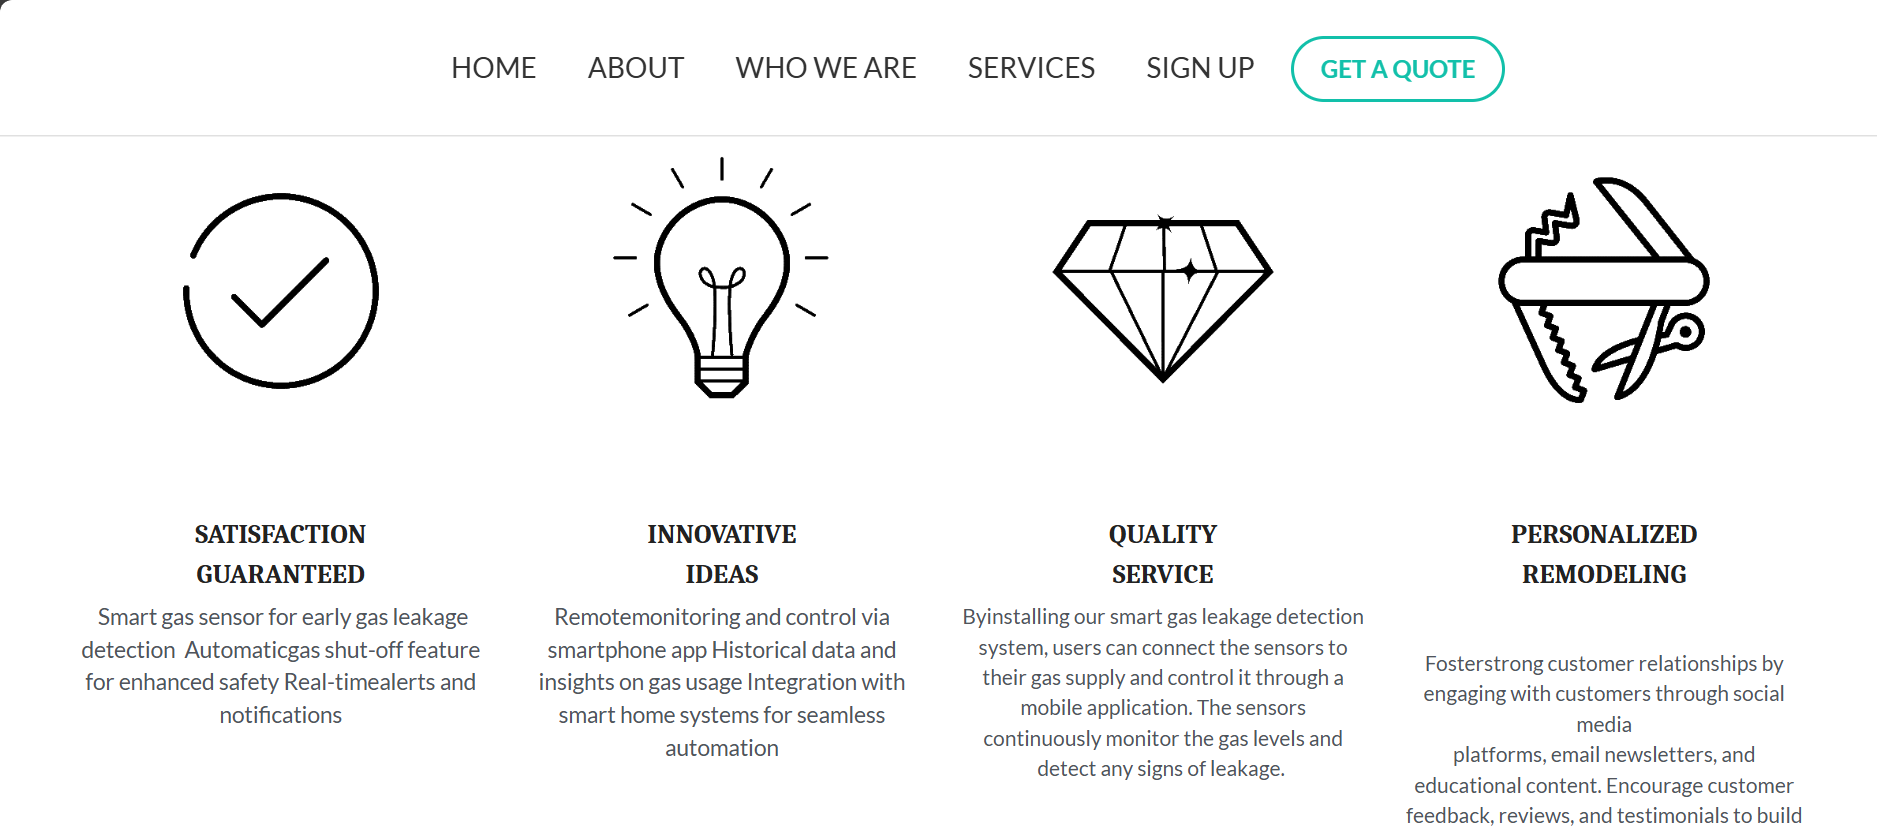 HOME ABOUT WHO WE ARE SERVICES SIGN UP GET A QUOTE
SATISFACTION
GUARANTEED
Smart gas sensor for early gas leakage
detection  Automaticgas shut-off feature
for enhanced safety Real-timealerts and
notifications
INNOVATIVE
IDEAS
Remotemonitoring and control via
smartphone app Historical data and
insights on gas usage Integration with
smart home systems for seamless
automation
QUALITY
SERVICE
Byinstalling our smart gas leakage detection
system, users can connect the sensors to
their gas supply and control it through a
mobile application. The sensors
continuously monitor the gas levels and
detect any signs of leakage.
PERSONALIZED
REMODELING
Fosterstrong customer relationships by
engaging with customers through social
media
platforms, email newsletters, and
educational content. Encourage customer
feedback, reviews, and testimonials to build